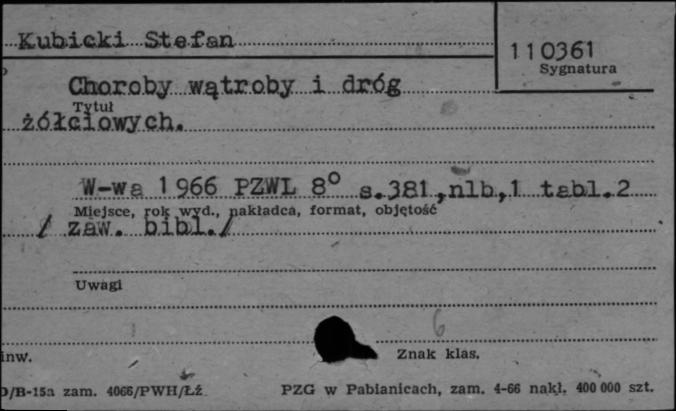 Kubicki Stefan
110361
Sygnatura
Choroby wątroby i dróg
Tytuł
żółciowych.
W-wa 1966 PZWL 8° s.381,nlb,1 tabl.2
Miejsce, rok wyd., nakładca, format, objętość
/ zaw. bibl./
Uwagi
6
inw.
Znak klas.
/B-15a zam. 4066/PWH/Łź
PZG w Pabianicach, zam. 4-66 nakł. 400 000 szt.